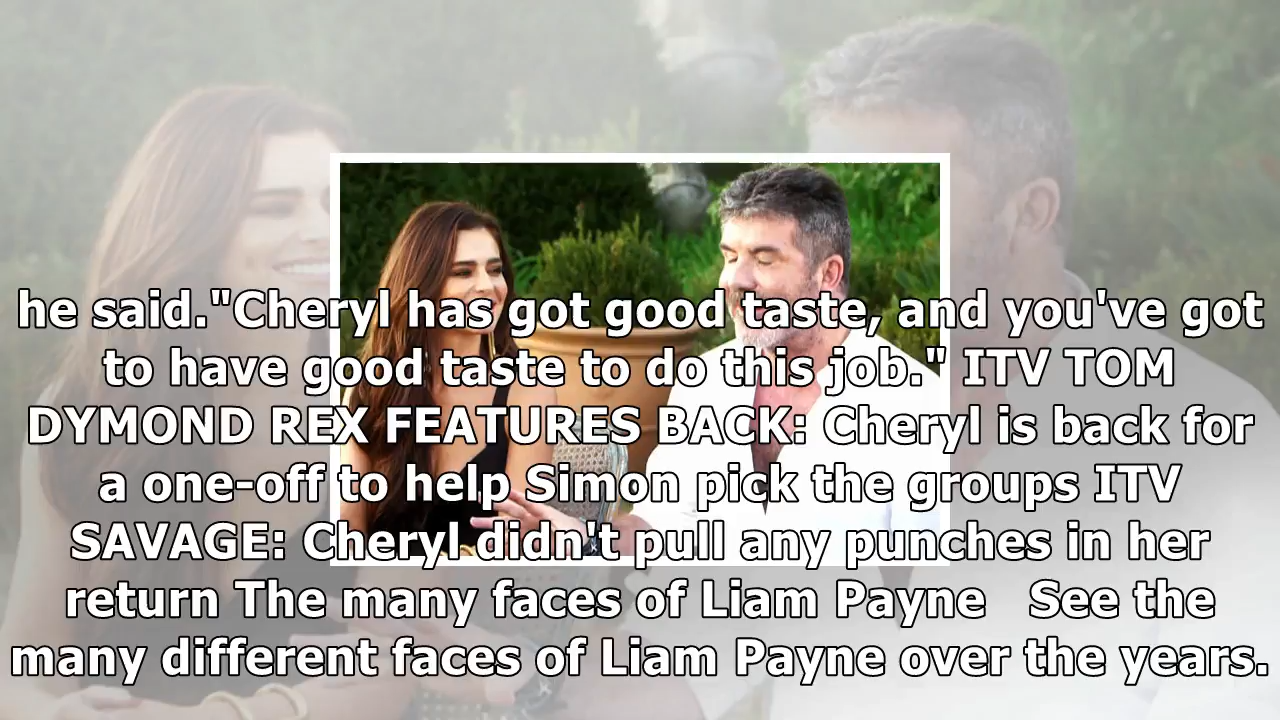 he said."Cheryl has got good taste, and you've got
to have good taste to do this job." ITV TOM
DYMOND REX FEATURES BACK: Cheryl is back for
a one-off to help Simon pick the groups ITV
SAVAGE: Cheryl didn't pull any punches in her
return The many faces of Liam Payne   See the
many different faces of Liam Payne over the years.